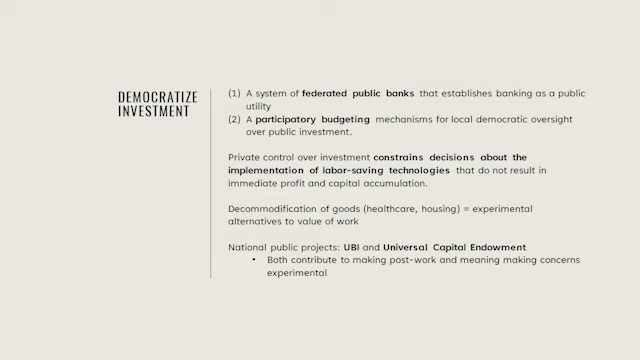 DEMOCRATIZE
INVESTMENT
(1) A system of federated public banks that establishes banking as a public
utility
(2) A participatory budgeting mechanisms for local democratic oversight
over public investment.
Private control over investment constrains decisions about the
implementation of labor-saving technologies that do not result in
immediate profit and capital accumulation.
Decommodification of goods (healthcare, housing) = experimental
alternatives to value of work
National public projects: UBI and Universal Capital Endowment
• Both contribute to making post-work and meaning making concerns
experimental